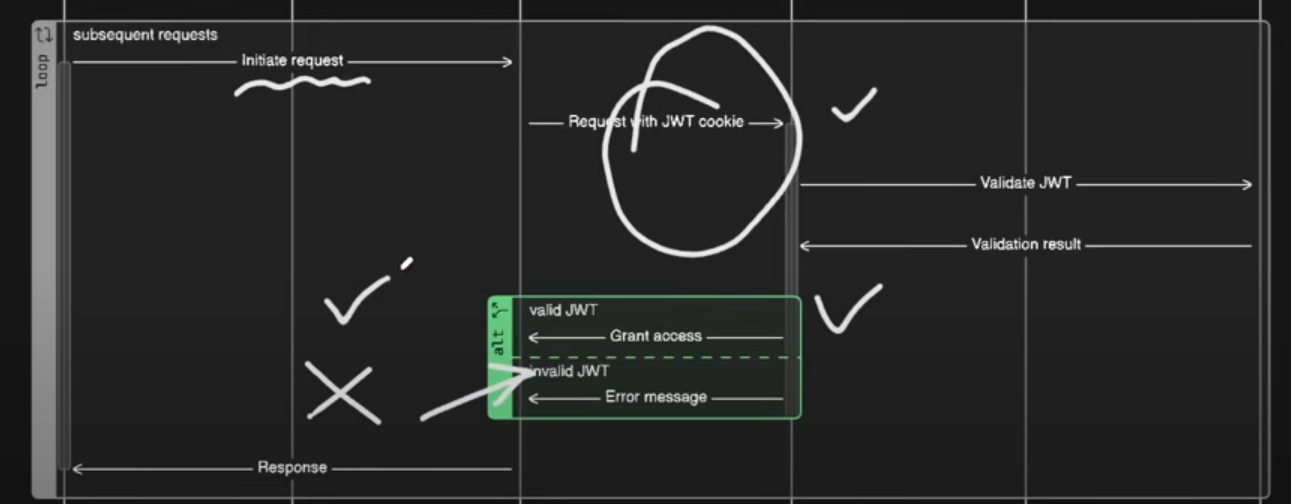 loop
subsequent requests
Initiate request
Request with JWT cookie
Validate JWT
Validation result
alt
valid JWT
Grant access
invalid JWT
Error message
Response